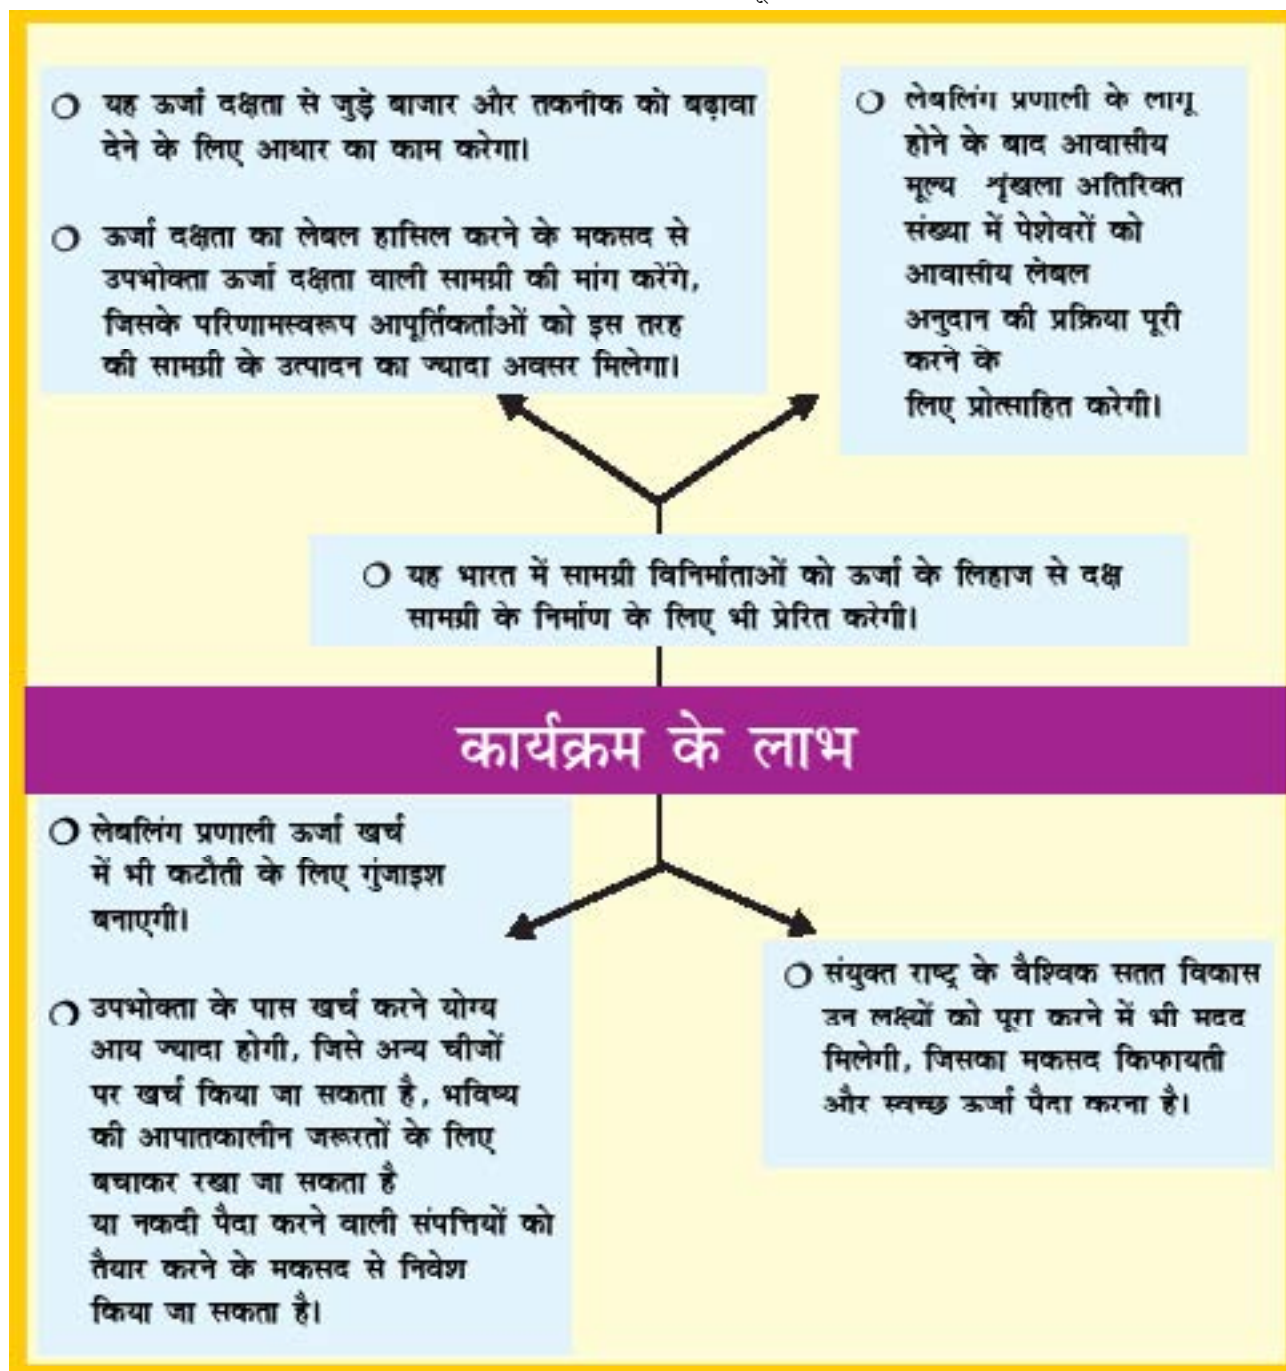 यह ऊर्जा दक्षता से जुड़े बाजार और तकनीक को बढ़ावा
देने के लिए आधार का काम करेगा।
ऊर्जा दक्षता का लेबल हासिल करने के मकसद से
उपभोक्ता ऊर्जा दक्षता वाली सामग्री की मांग करेंगे,
जिसके परिणामस्वरूप आपूर्तिकर्ताओं को इस तरह
की सामग्री के उत्पादन का ज्यादा अवसर मिलेगा।
लेबलिंग प्रणाली के लागू
होने के बाद आवासीय
मूल्य शृंखला अतिरिक्त
संख्या में पेशेवरों को
आवासीय लेबल
अनुदान की प्रक्रिया पूरी
करने के
लिए प्रोत्साहित करेगी।
यह भारत में सामग्री विनिर्माताओं को ऊर्जा के लिहाज से दक्ष
सामग्री के निर्माण के लिए भी प्रेरित करेगी।
कार्यक्रम के लाभ
लेबलिंग प्रणाली ऊर्जा खर्च
में भी कटौती के लिए गुंजाइश
बनाएगी।
उपभोक्ता के पास खर्च करने योग्य
आय ज्यादा होगी, जिसे अन्य चीजों
पर खर्च किया जा सकता है, भविष्य
की आपातकालीन जरूरतों के लिए
बचाकर रखा जा सकता है
या नकदी पैदा करने वाली संपत्तियों को
तैयार करने के मकसद से निवेश
किया जा सकता है।
संयुक्त राष्ट्र के वैश्विक सतत विकास
उन लक्ष्यों को पूरा करने में भी मदद
मिलेगी, जिसका मकसद किफायती
और स्वच्छ ऊर्जा पैदा करना है।